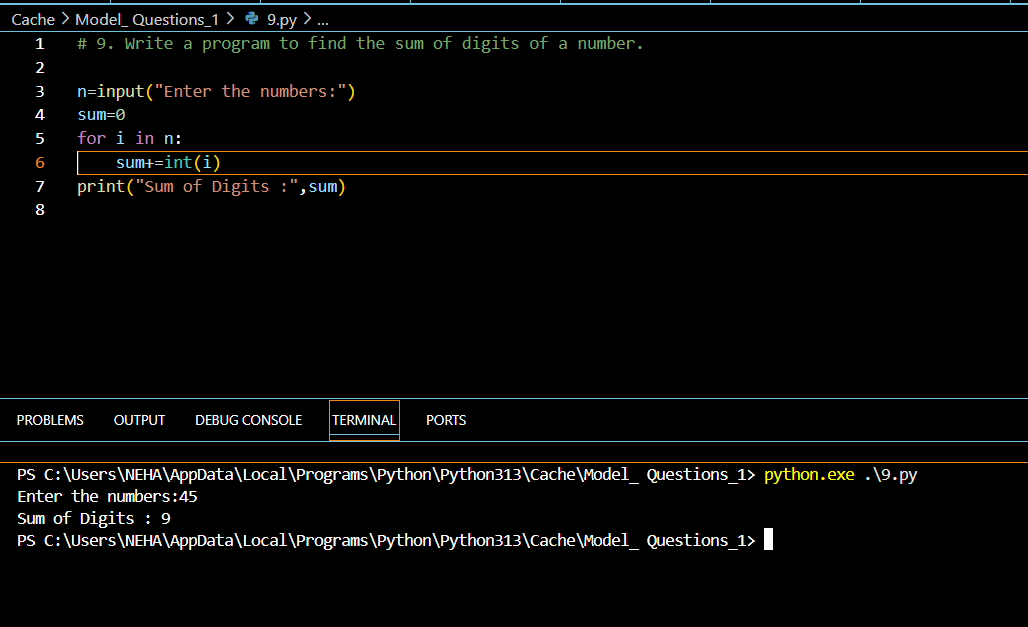 Cache > Model_ Questions_1 > 9.py > ...
1 # 9. Write a program to find the sum of digits of a number.
2
3 n=input("Enter the numbers:")
4 sum=0
5 for i in n:
6     sum+=int(i)
7 print("Sum of Digits :",sum)
8
PROBLEMS OUTPUT DEBUG CONSOLE TERMINAL PORTS
PS C:\Users\NEHA\AppData\Local\Programs\Python\Python313\Cache\Model_ Questions_1> python.exe .\9.py
Enter the numbers:45
Sum of Digits : 9
PS C:\Users\NEHA\AppData\Local\Programs\Python\Python313\Cache\Model_ Questions_1>